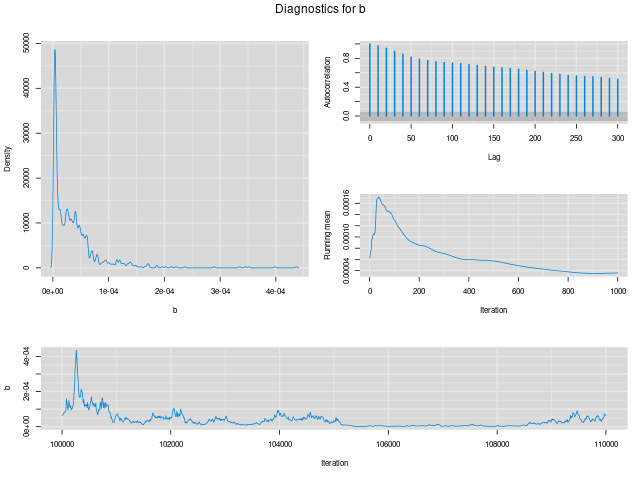 Diagnostics for b
Density
0 10000 20000 30000 40000 50000
0e+00 1e-04 2e-04 3e-04 4e-04
b
Autocorrelation
0.0 0.4 0.8
0 50 100 150 200 250 300
Lag
Running mean
0.00004 0.00010 0.00016
0 200 400 600 800 1000
Iteration
b
0e+00 2e-04 4e-04
100000 102000 104000 106000 108000 110000
Iteration